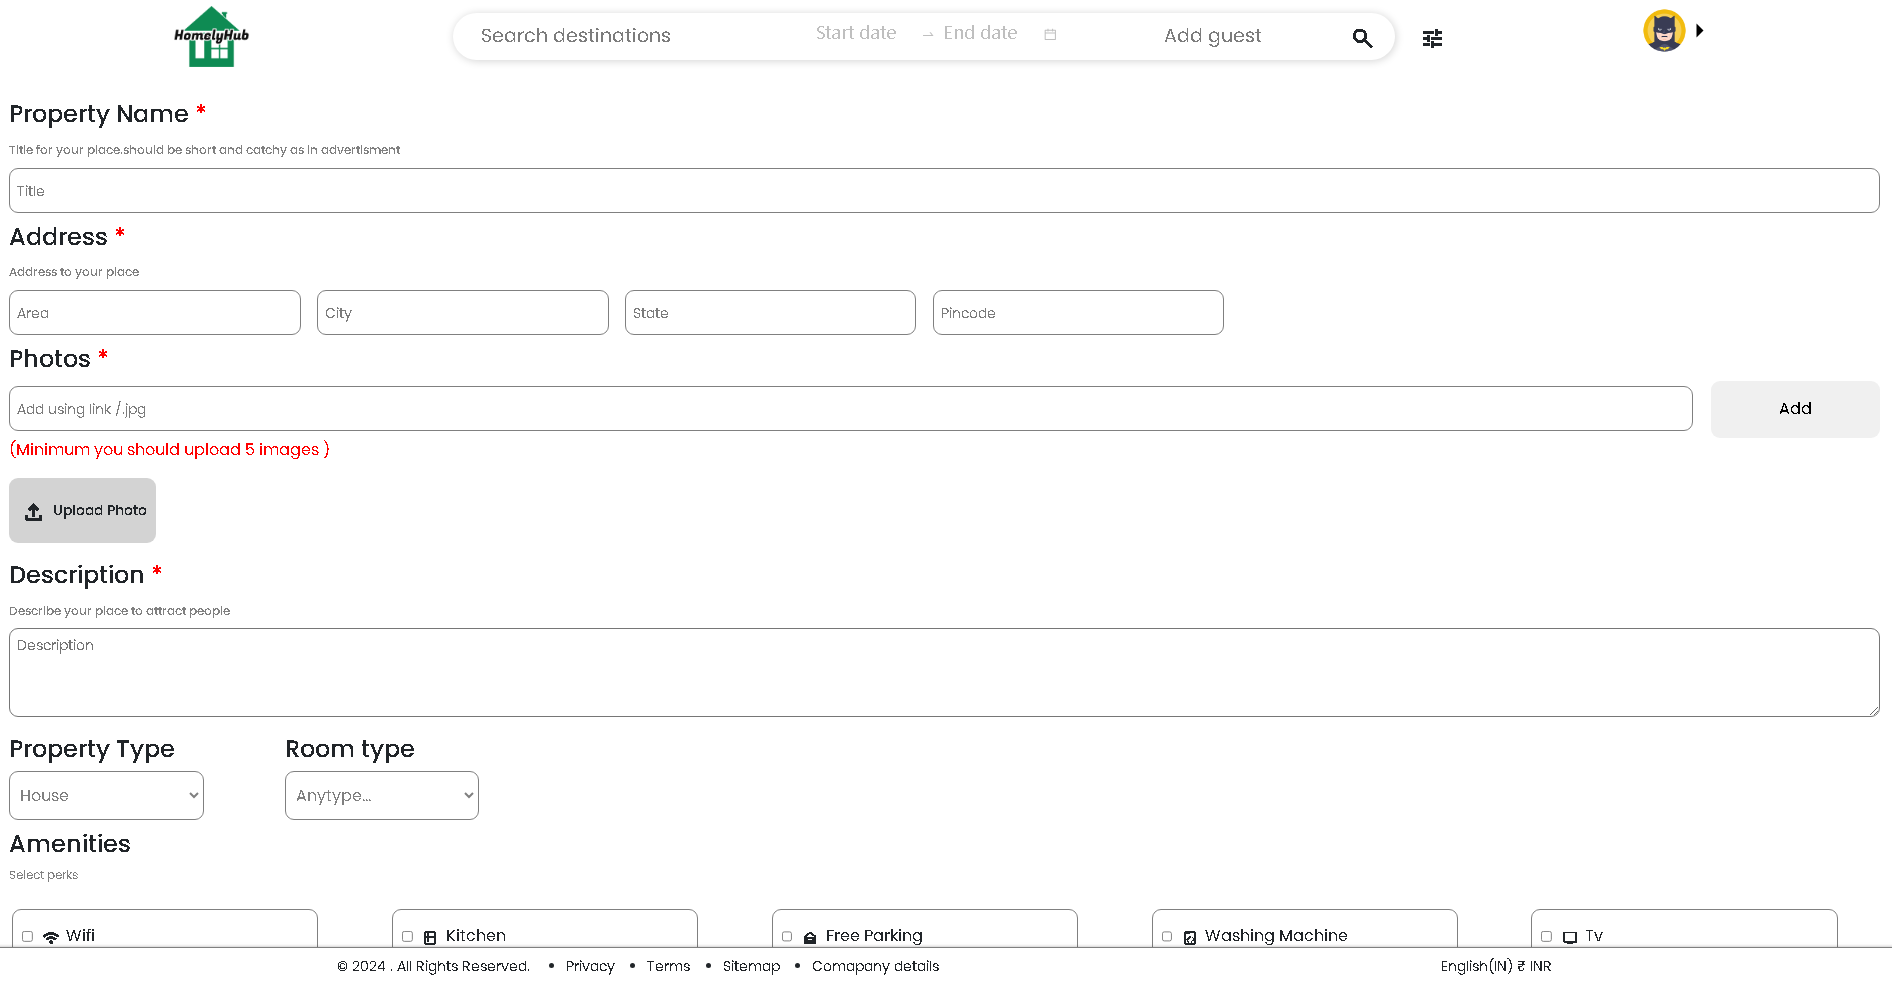 HomelyHub
Search destinations Start date → End date Add guest
Property Name *
Title for your place.should be short and catchy as in advertisment
Title
Address *
Address to your place
Area City State Pincode
Photos *
Add using link /.jpg Add
(Minimum you should upload 5 images )
Upload Photo
Description *
Describe your place to attract people
Description
Property Type Room type
House Anytype...
Amenities
Select perks
Wifi Kitchen Free Parking Washing Machine Tv
© 2024 . All Rights Reserved. • Privacy • Terms • Sitemap • Comapany details English(IN) ₹ INR